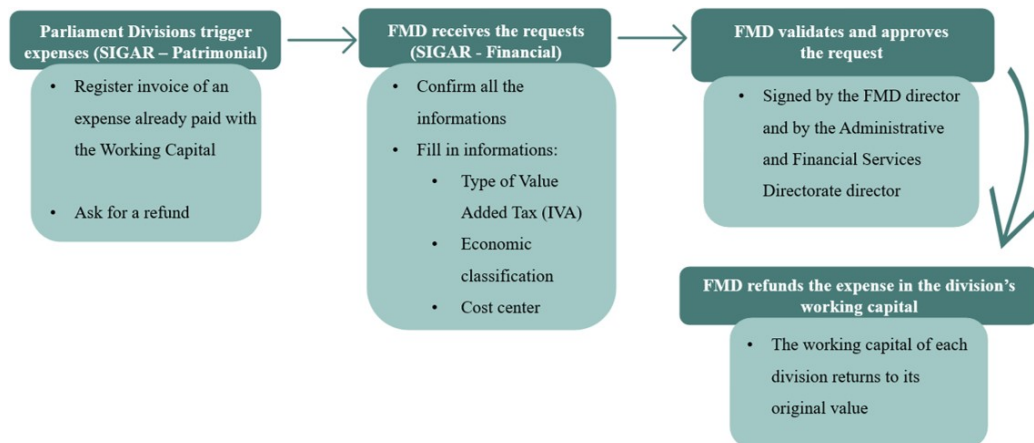 Parliament Divisions trigger
expenses (SIGAR – Patrimonial)
• Register invoice of an
expense already paid with
the Working Capital
• Ask for a refund
FMD receives the requests
(SIGAR - Financial)
• Confirm all the
informations
• Fill in informations:
• Type of Value
Added Tax (IVA)
• Economic
classification
• Cost center
FMD validates and approves
the request
• Signed by the FMD director
and by the Administrative
and Financial Services
Directorate director
FMD refunds the expense in the division’s
working capital
• The working capital of each
division returns to its
original value